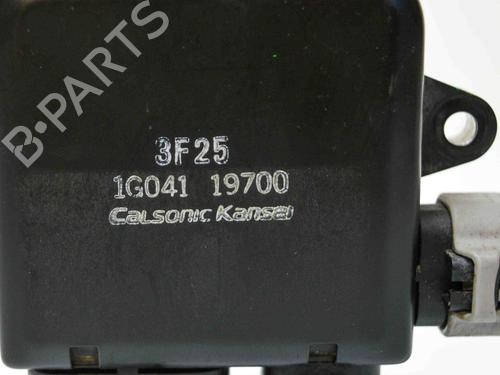 B-PARTS
3F25
1G041 19700
CALSONIC KANSEI